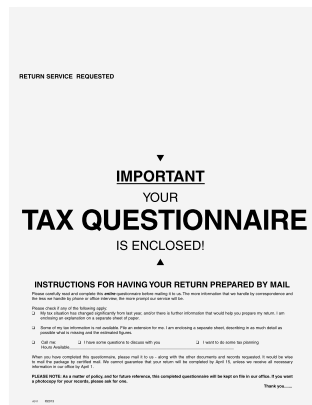 RETURN SERVICE REQUESTED
IMPORTANT
YOUR
TAX QUESTIONNAIRE
IS ENCLOSED!
INSTRUCTIONS FOR HAVING YOUR RETURN PREPARED BY MAIL
Please carefully read and complete this entire questionnaire before mailing it to us. The more information that we handle by correspondence and
the less we handle by phone or office interview, the more prompt our service will be.
Please check if any of the following apply:
❑ My tax situation has changed significantly from last year, and/or there is further information that would help you prepare my return. I am
enclosing an explanation on a separate sheet of paper.
❑ Some of my tax information is not available. File an extension for me. I am enclosing a separate sheet, describing in as much detail as
possible what is missing and the estimated figures.
❑ Call me: ❑ I have some questions to discuss with you ❑ I want to do some tax planning
Hours Available
When you have completed this questionnaire, please mail it to us - along with the other documents and records requested. It would be wise
to mail the package by certified mail. We cannot guarantee that your return will be completed by April 15, unless we receive all necessary
information in our office by April 1.
PLEASE NOTE: As a matter of policy, and for future reference, this completed questionnaire will be kept on file in our office. If you want
a photocopy for your records, please ask for one.
Thank you.......